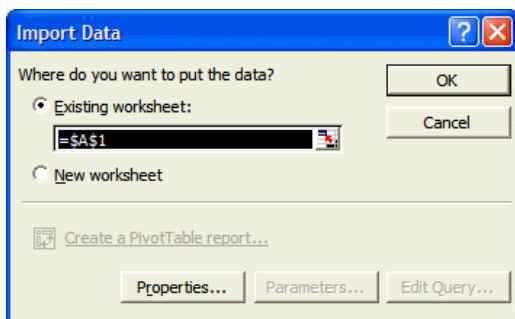 Import Data
Where do you want to put the data?
OK
Existing worksheet:
=$A$1
Cancel
New worksheet
Create a PivotTable report...
Properties...
Parameters...
Edit Query...